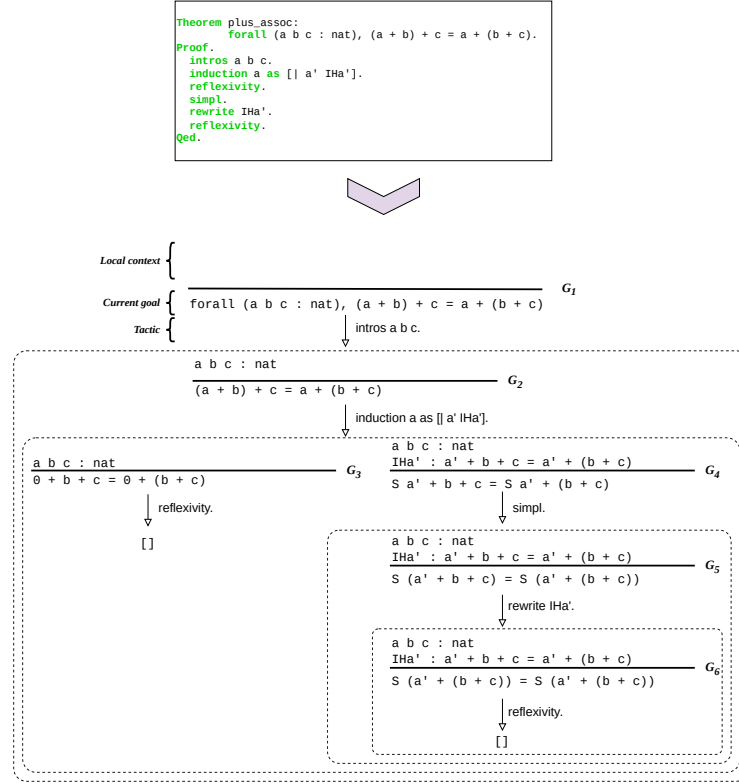 Theorem plus_assoc:
forall (a b c : nat), (a + b) + c = a + (b + c).
Proof.
intros a b c.
induction a as [| a' IHa'].
reflexivity.
simpl.
rewrite IHa'.
reflexivity.
Qed.
Local context
G1
Current goal
forall (a b c : nat), (a + b) + c = a + (b + c)
Tactic
intros a b c.
a b c : nat
G2
(a + b) + c = a + (b + c)
induction a as [| a' IHa'].
a b c : nat
G3
0 + b + c = 0 + (b + c)
reflexivity.
[]
a b c : nat
IHa' : a' + b + c = a' + (b + c)
G4
S a' + b + c = S a' + (b + c)
simpl.
a b c : nat
IHa' : a' + b + c = a' + (b + c)
G5
S (a' + b + c) = S (a' + (b + c))
rewrite IHa'.
a b c : nat
IHa' : a' + b + c = a' + (b + c)
G6
S (a' + (b + c)) = S (a' + (b + c))
reflexivity.
[]